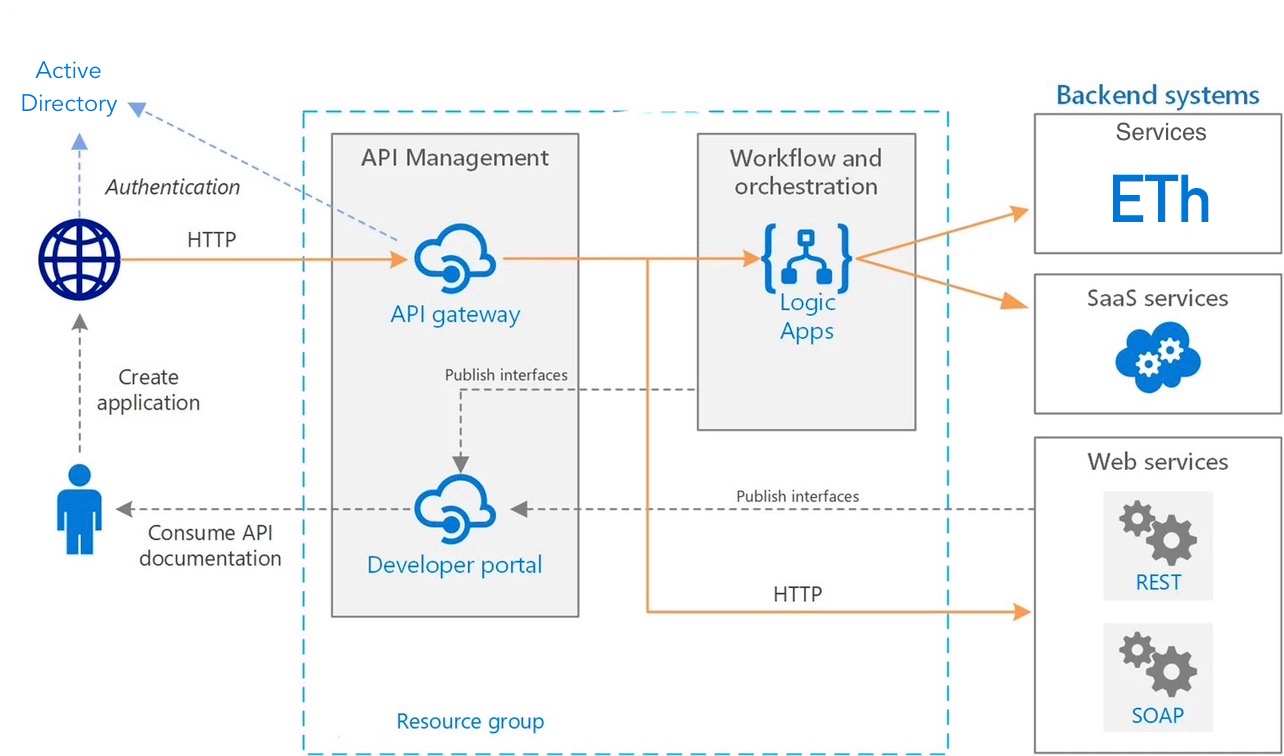 Active
Directory
Backend systems
Services
ETh
API Management
Workflow and
orchestration
Authentication
HTTP
API gateway
Logic
Apps
SaaS services
Publish interfaces
Create
application
Web services
Publish interfaces
Consume API
documentation
Developer portal
REST
HTTP
SOAP
Resource group